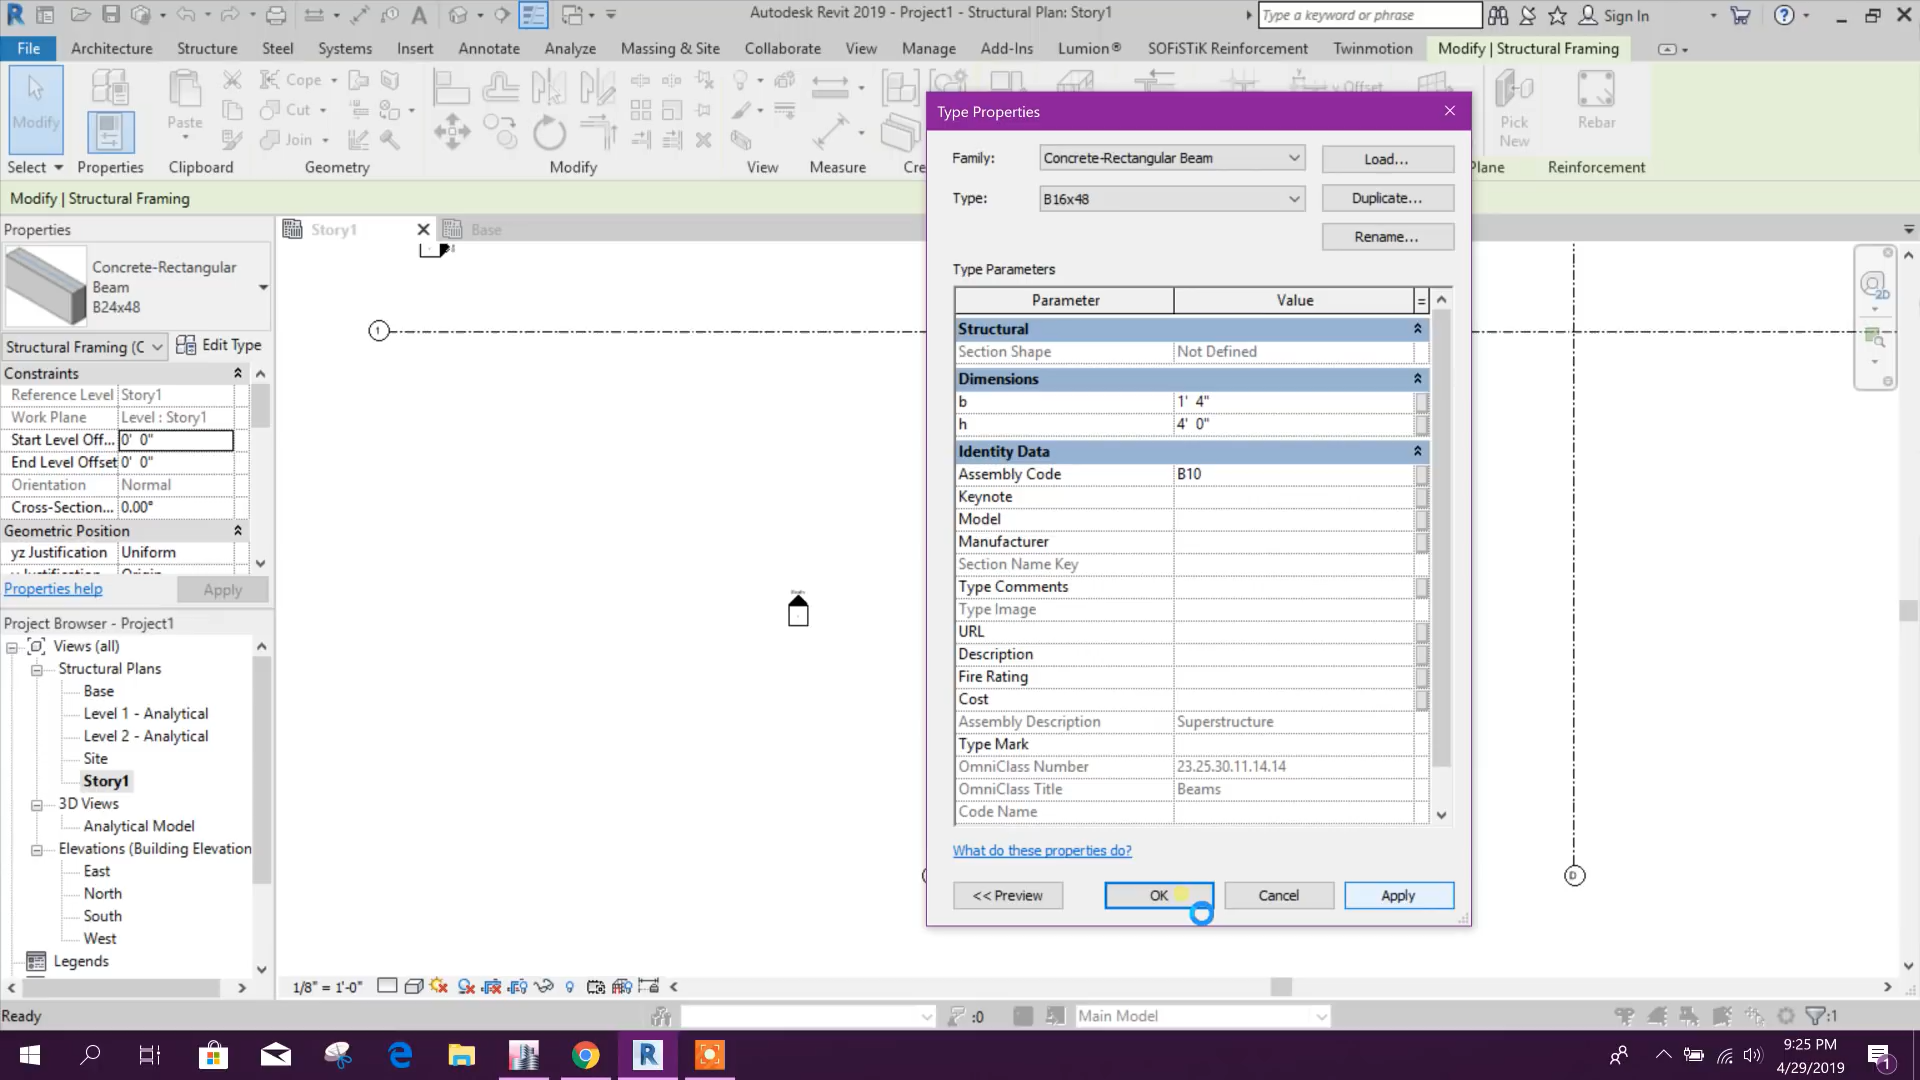 Autodesk Revit 2019 - Project1 - Structural Plan: Story1
Type a keyword or phrase
Sign In
File Architecture Structure Steel Systems Insert Annotate Analyze Massing & Site Collaborate View Manage Add-Ins Lumion® SOFiSTiK Reinforcement Twinmotion Modify | Structural Framing
Modify
Paste
Cope
Cut
Join
Offset
Pick
New
Rebar
Select Properties Clipboard Geometry Modify View Measure Cre Plane Reinforcement
Modify | Structural Framing
Properties
Concrete-Rectangular
Beam
B24x48
Structural Framing (C
Edit Type
Constraints
Reference Level Story1
Work Plane Level : Story1
Start Level Off... 0' 0"
End Level Offset 0' 0"
Orientation Normal
Cross-Section... 0.00°
Geometric Position
yz Justification Uniform
Properties help
Apply
Project Browser - Project1
Views (all)
Structural Plans
Base
Level 1 - Analytical
Level 2 - Analytical
Site
Story1
3D Views
Analytical Model
Elevations (Building Elevation
East
North
South
West
Legends
Story1
Base
1
D
2D
Type Properties
Family: Concrete-Rectangular Beam Load...
Type: B16x48 Duplicate...
Rename...
Type Parameters
Parameter Value =
Structural
Section Shape Not Defined
Dimensions
b 1' 4"
h 4' 0"
Identity Data
Assembly Code B10
Keynote
Model
Manufacturer
Section Name Key
Type Comments
Type Image
URL
Description
Fire Rating
Cost
Assembly Description Superstructure
Type Mark
OmniClass Number 23.25.30.11.14.14
OmniClass Title Beams
Code Name
What do these properties do?
<< Preview OK Cancel Apply
1/8" = 1'-0"
Ready
:0
Main Model
:1
9:25 PM
4/29/2019
1